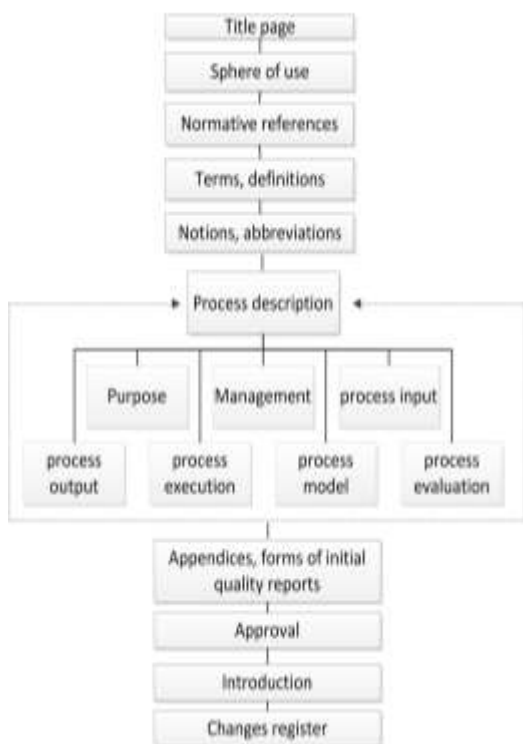 Title page
Sphere of use
Normative references
Terms, definitions
Notions, abbreviations
Process description
Purpose
Management
process input
process
output
process
execution
process
model
process
evaluation
Appendices, forms of initial
quality reports
Approval
Introduction
Changes register